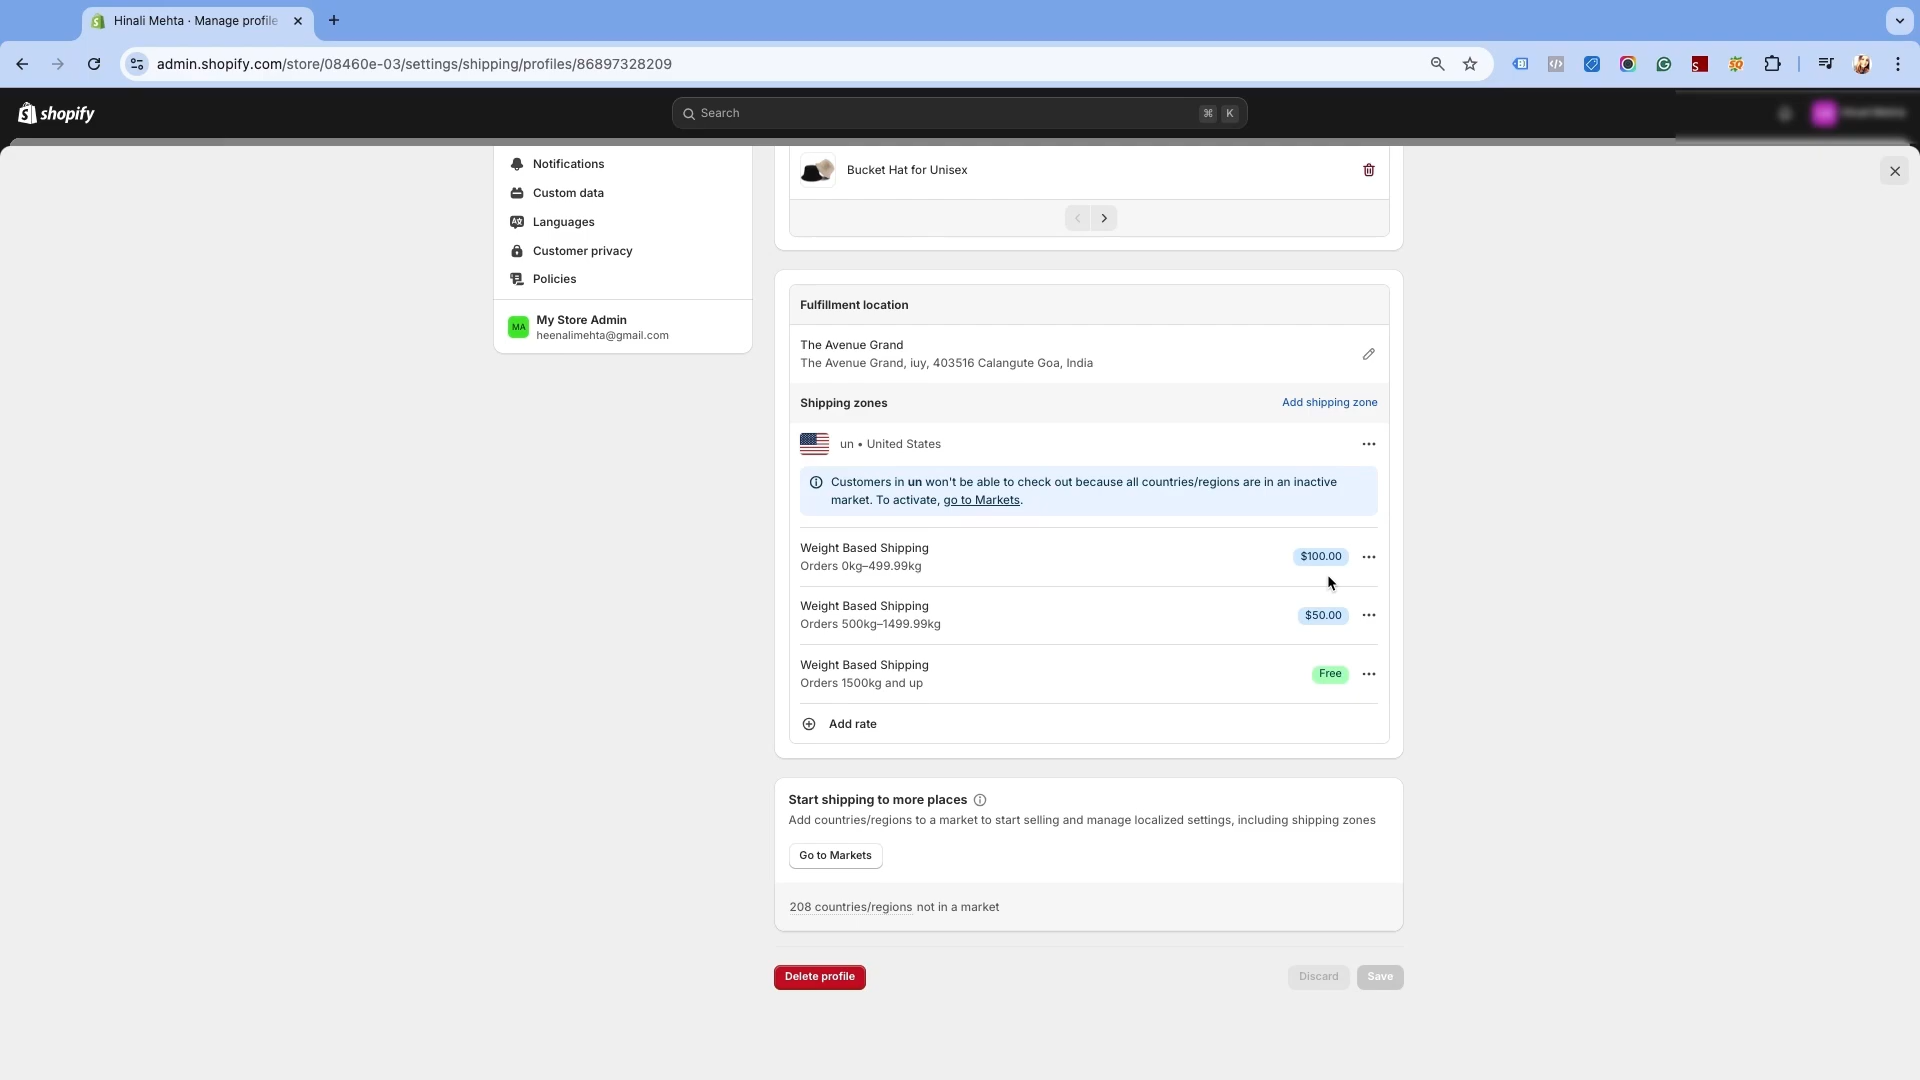 Hinali Mehta · Manage profile
admin.shopify.com/store/08460e-03/settings/shipping/profiles/86897328209
shopify
Search
⌘ K
Notifications
Custom data
Languages
Customer privacy
Policies
MA
My Store Admin
heenalimehta@gmail.com
Bucket Hat for Unisex
Fulfillment location
The Avenue Grand
The Avenue Grand, iuy, 403516 Calangute Goa, India
Shipping zones
Add shipping zone
un • United States
Customers in un won't be able to check out because all countries/regions are in an inactive
market. To activate, go to Markets.
Weight Based Shipping
Orders 0kg–499.99kg
$100.00
Weight Based Shipping
Orders 500kg–1499.99kg
$50.00
Weight Based Shipping
Orders 1500kg and up
Free
Add rate
Start shipping to more places
Add countries/regions to a market to start selling and manage localized settings, including shipping zones
Go to Markets
208 countries/regions not in a market
Delete profile
Discard
Save